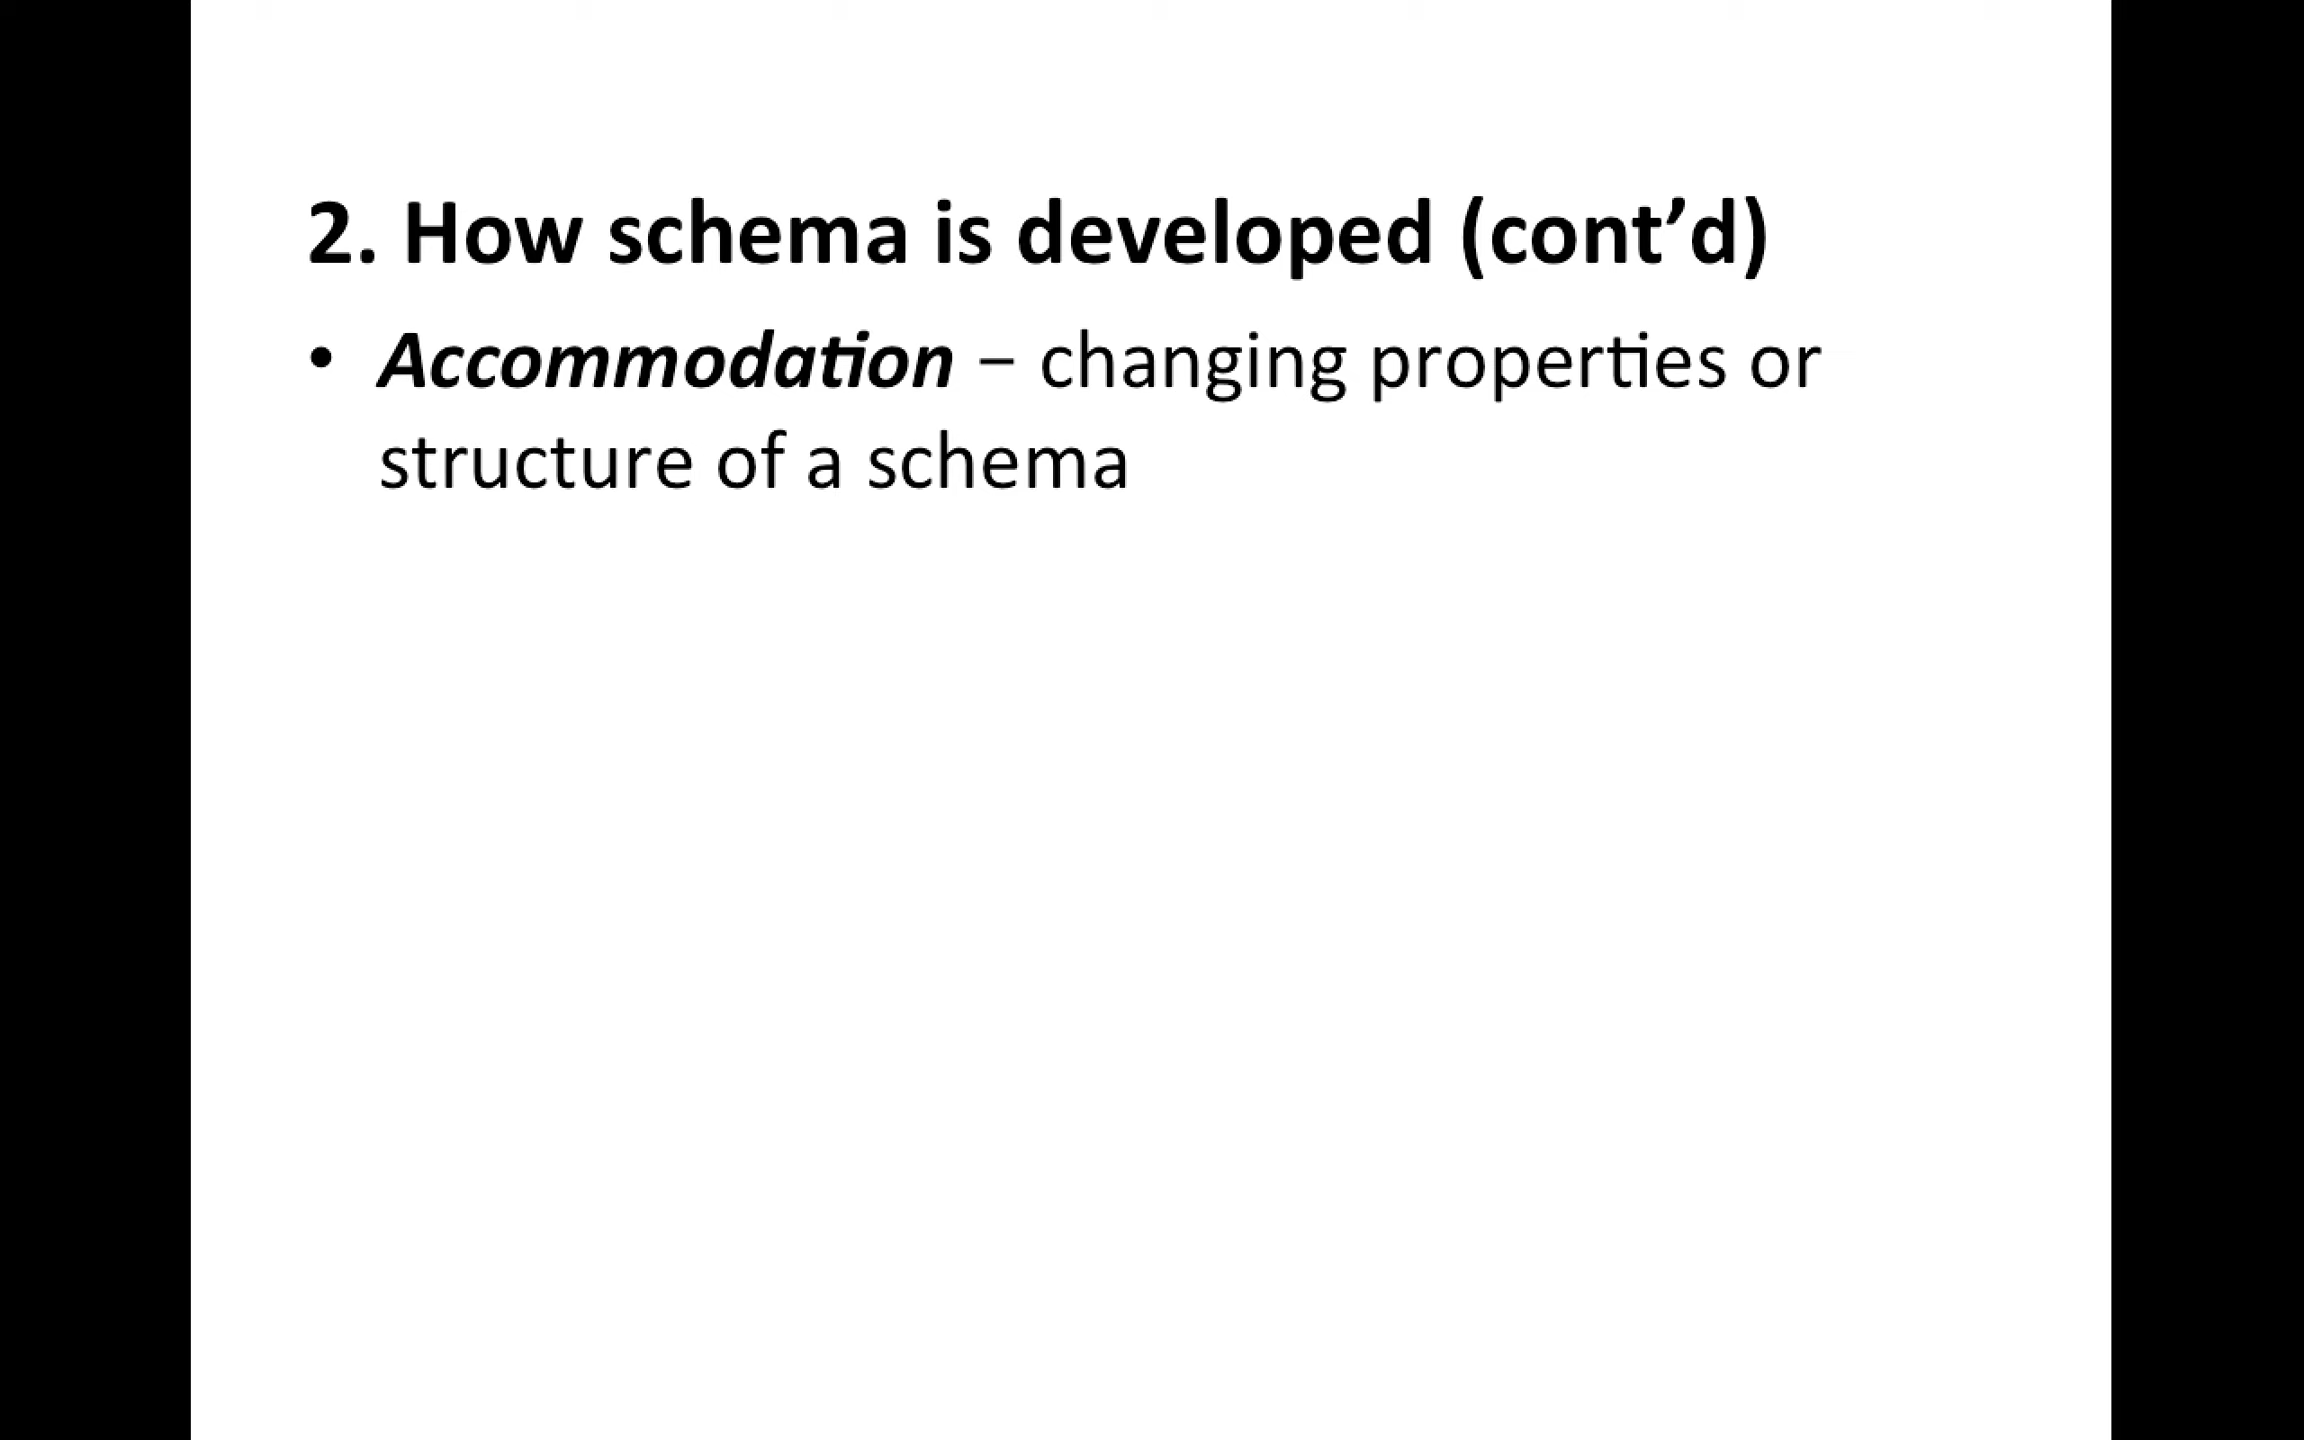 2. How schema is developed (cont’d)
• Accommodation – changing properties or
structure of a schema